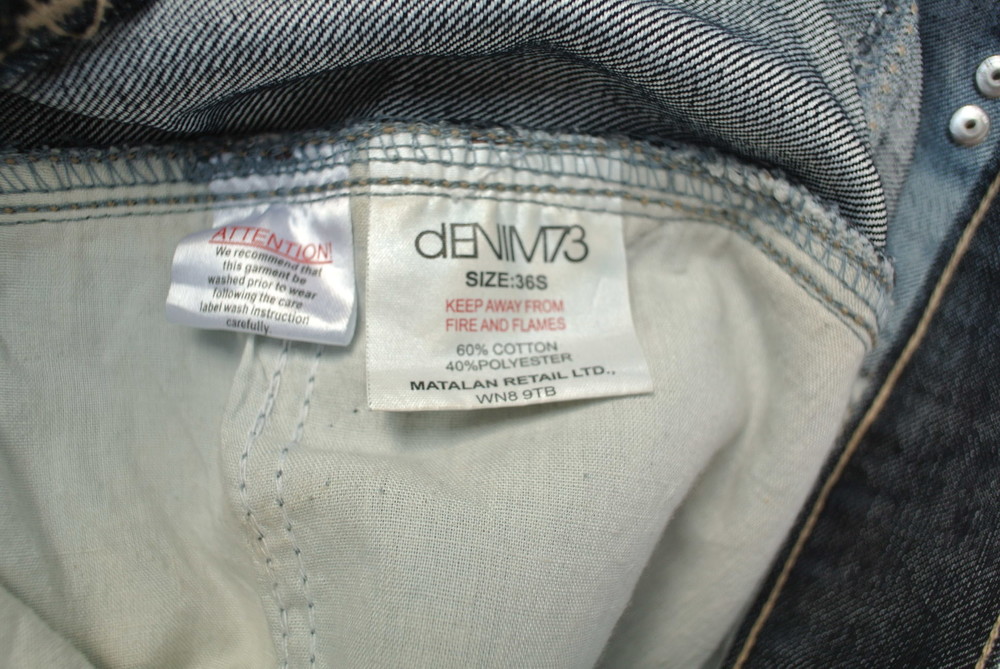 ATTENTION!
We recommend that
this garment be
washed prior to wear
following the care
label wash instruction
carefully.
dENIM73
SIZE:36S
KEEP AWAY FROM
FIRE AND FLAMES
60% COTTON
40%POLYESTER
MATALAN RETAIL LTD.,
WN8 9TB